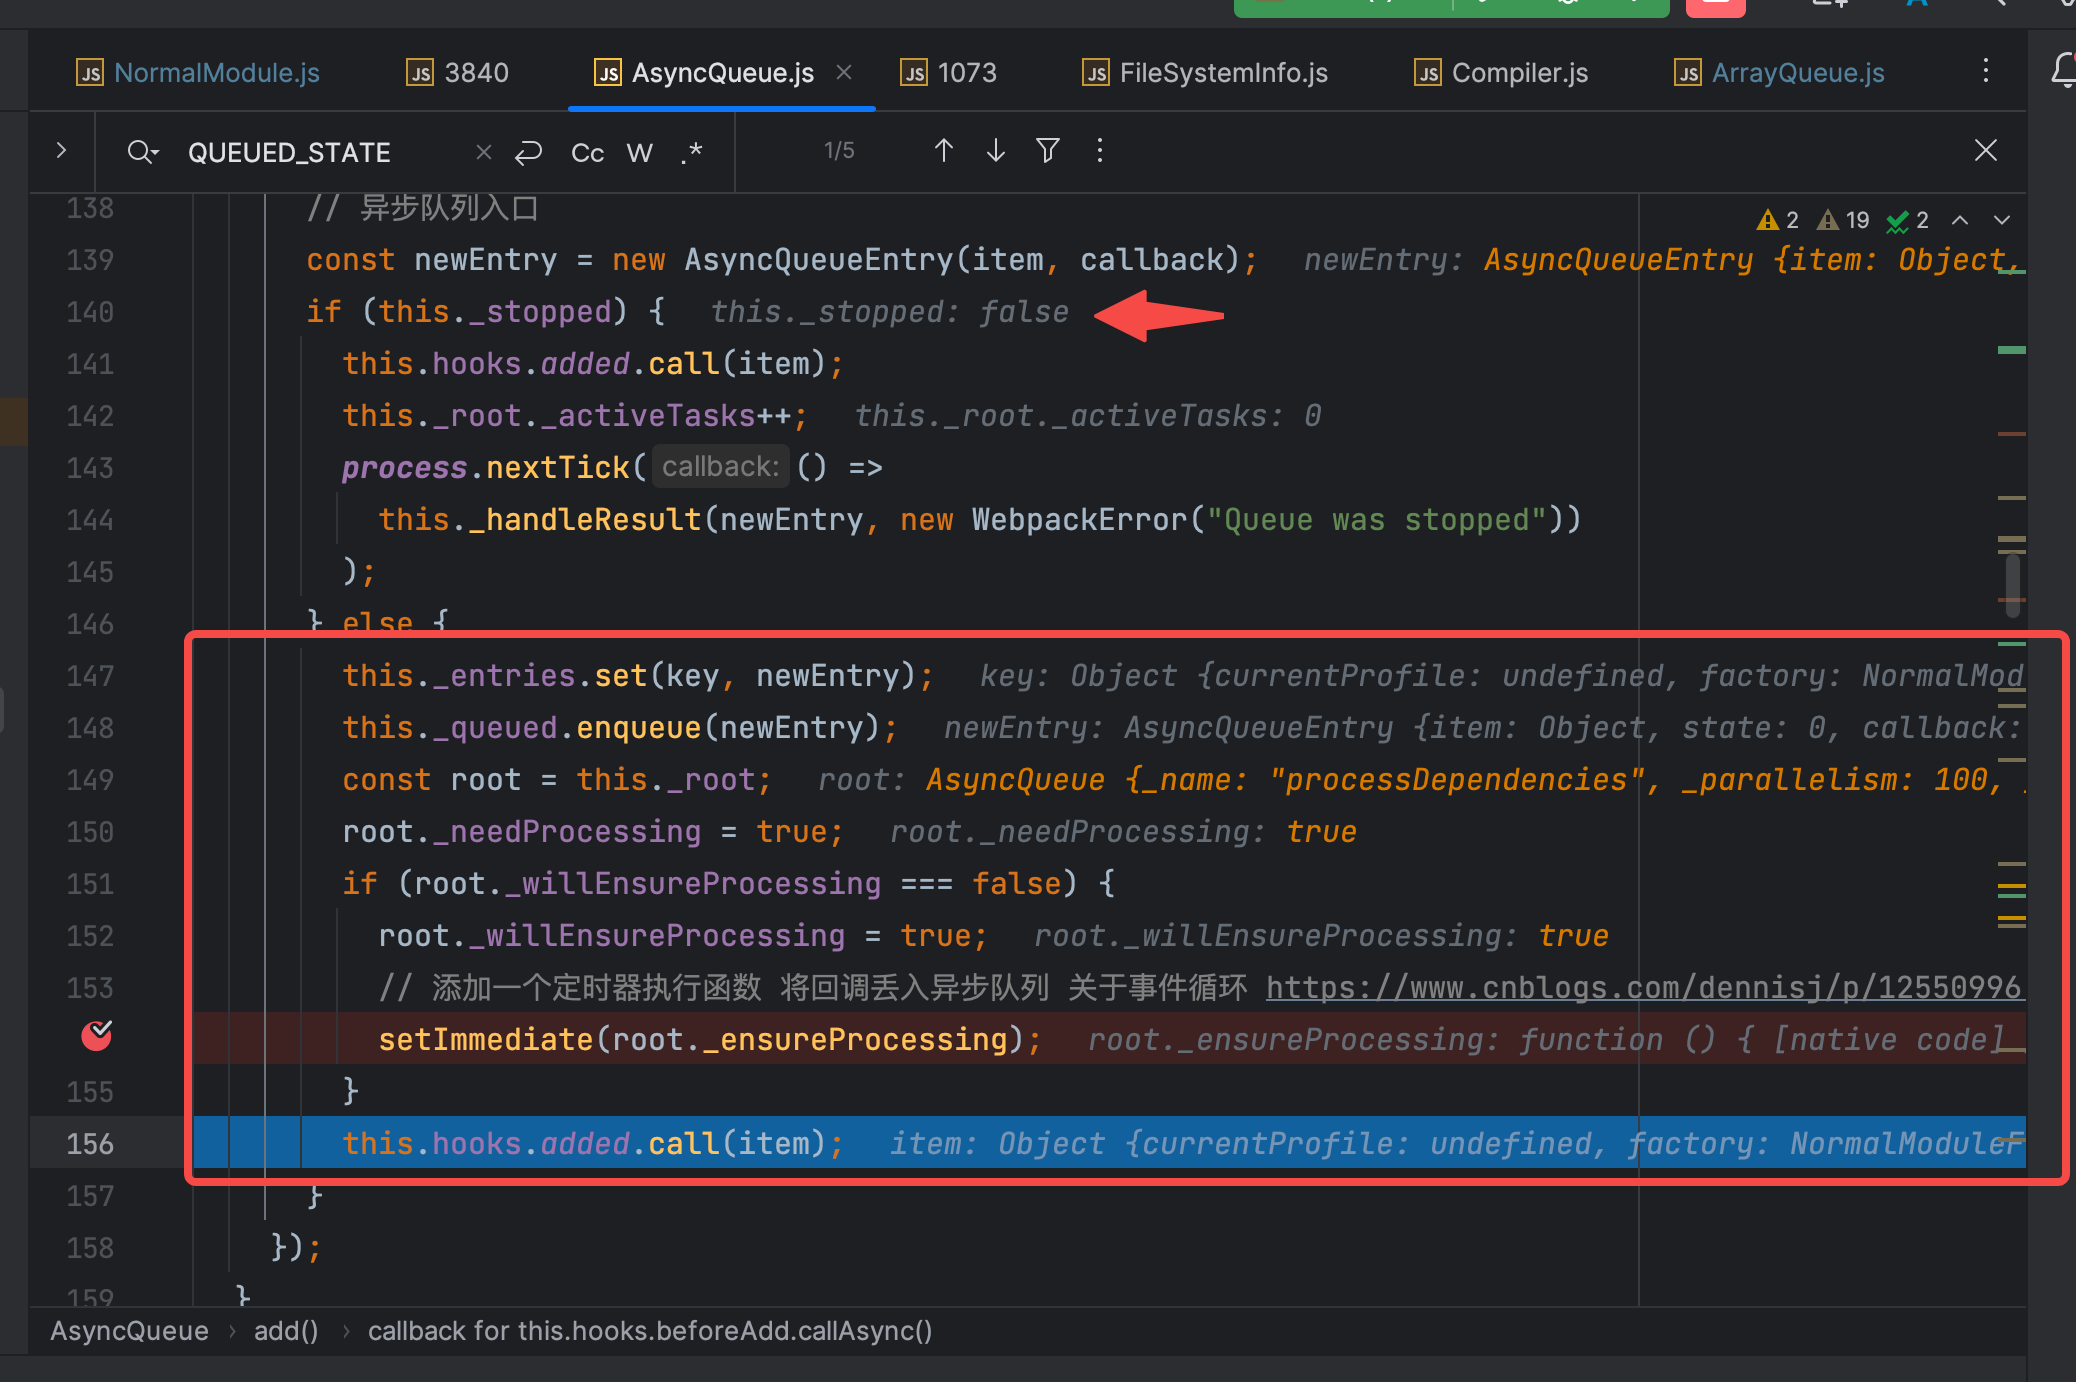 JS NormalModule.js JS 3840 JS AsyncQueue.js JS 1073 JS FileSystemInfo.js JS Compiler.js JS ArrayQueue.js
QUEUED_STATE Cc W .* 1/5
138 // 异步队列入口
2 19 2
139 const newEntry = new AsyncQueueEntry(item, callback); newEntry: AsyncQueueEntry {item: Object,
140 if (this._stopped) { this._stopped: false
141 this.hooks.added.call(item);
142 this._root._activeTasks++; this._root._activeTasks: 0
143 process.nextTick( callback: () =>
144 this._handleResult(newEntry, new WebpackError("Queue was stopped"))
145 );
146 } else {
147 this._entries.set(key, newEntry); key: Object {currentProfile: undefined, factory: NormalMod
148 this._queued.enqueue(newEntry); newEntry: AsyncQueueEntry {item: Object, state: 0, callback:
149 const root = this._root; root: AsyncQueue {_name: "processDependencies", _parallelism: 100,
150 root._needProcessing = true; root._needProcessing: true
151 if (root._willEnsureProcessing === false) {
152 root._willEnsureProcessing = true; root._willEnsureProcessing: true
153 // 添加一个定时器执行函数 将回调丢入异步队列 关于事件循环 https://www.cnblogs.com/dennisj/p/12550996
setImmediate(root._ensureProcessing); root._ensureProcessing: function () { [native code]
155 }
156 this.hooks.added.call(item); item: Object {currentProfile: undefined, factory: NormalModuleF
157 }
158 });
159 }
AsyncQueue › add() › callback for this.hooks.beforeAdd.callAsync()